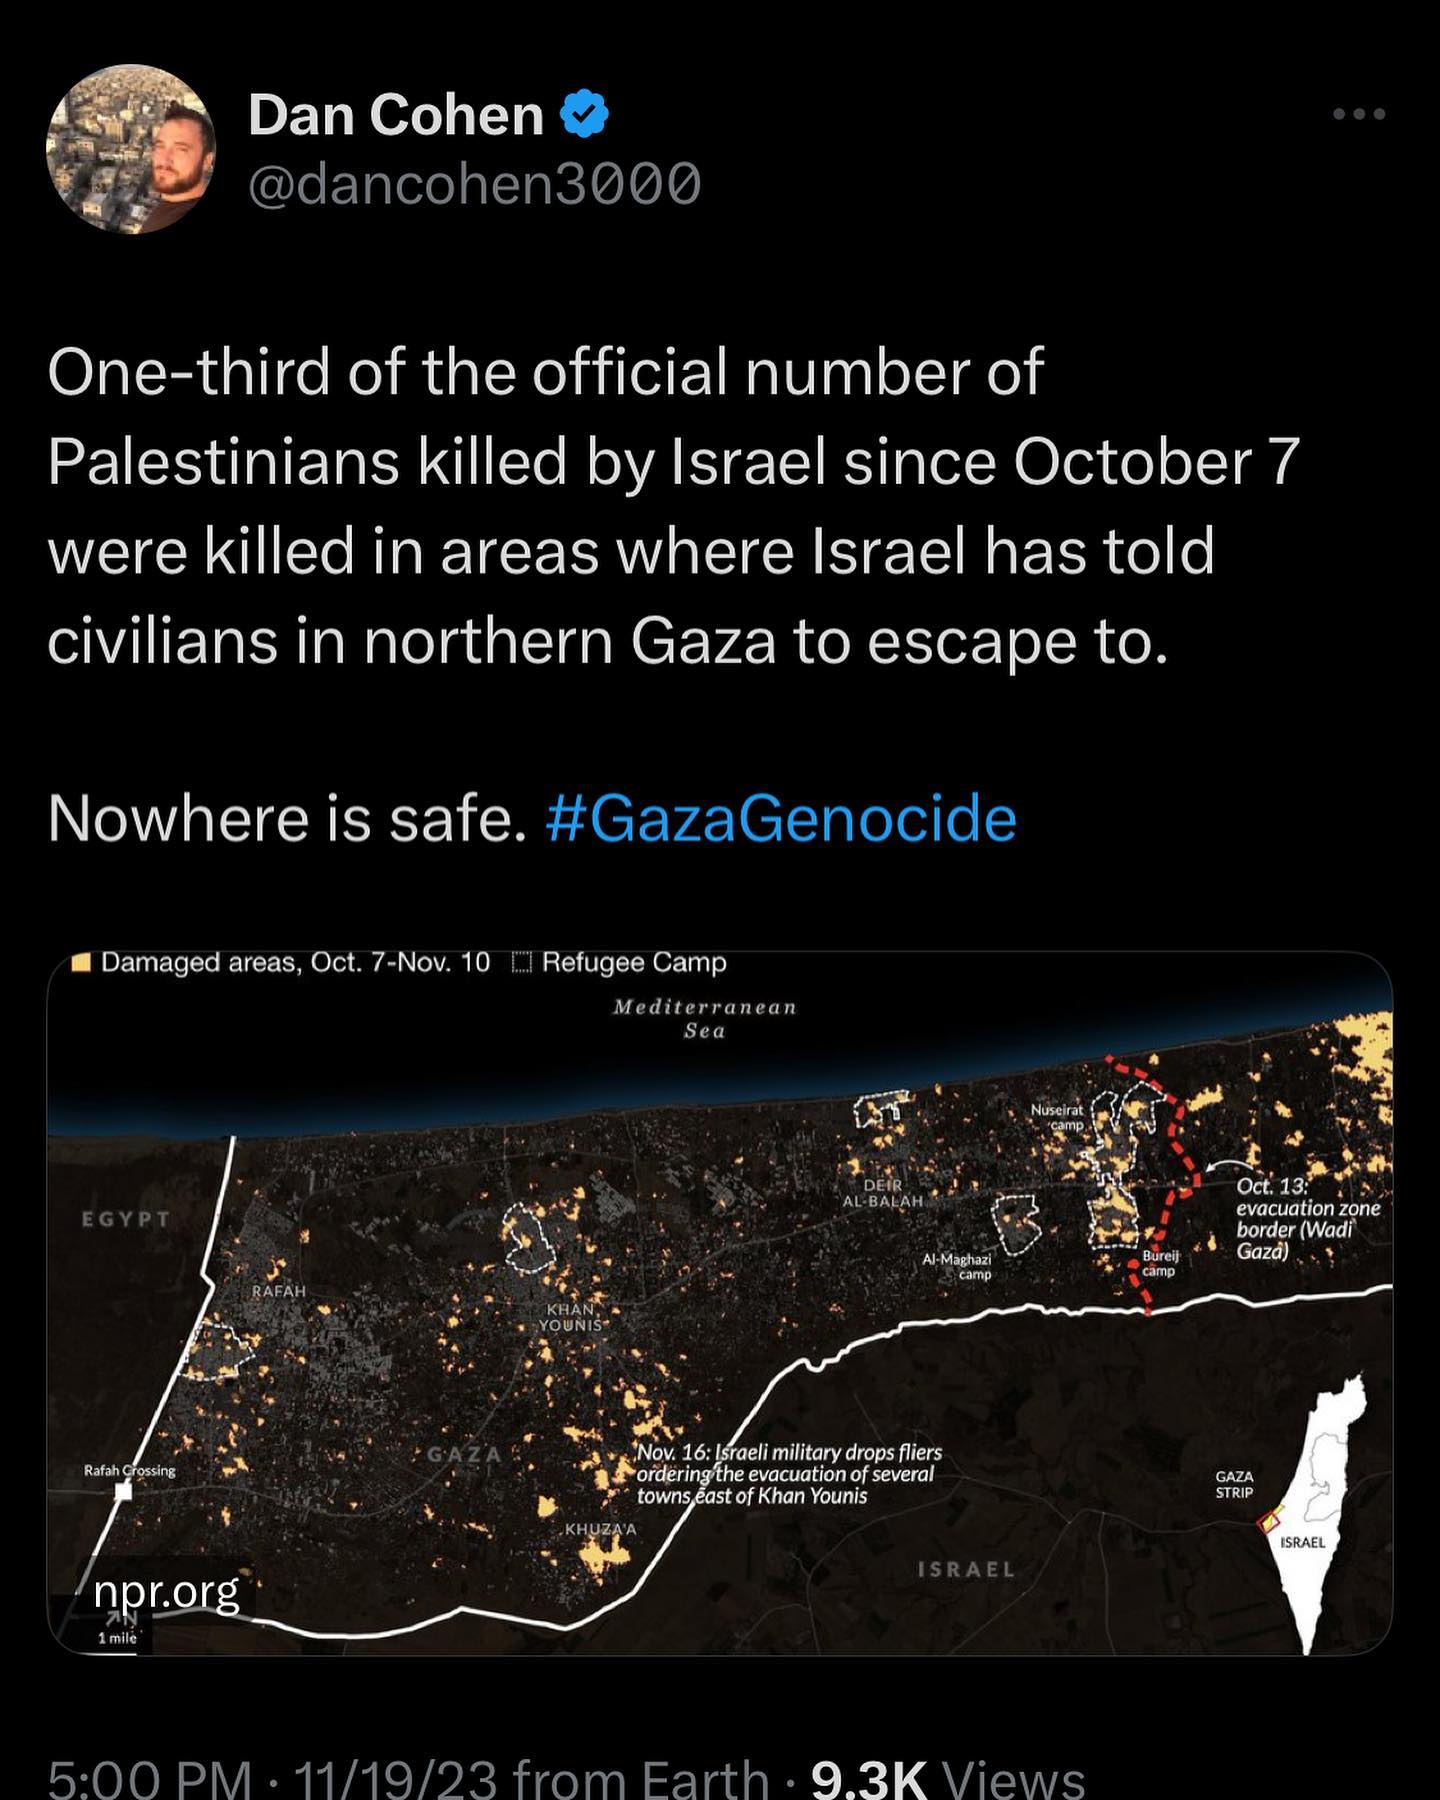 Dan Cohen
@dancohen3000
One-third of the official number of
Palestinians killed by Israel since October 7
were killed in areas where Israel has told
civilians in northern Gaza to escape to.
Nowhere is safe. #GazaGenocide
Damaged areas, Oct. 7-Nov. 10 Refugee Camp
Mediterranean
Sea
Nuseirat
camp
DEIR
AL-BALAH
Oct. 13:
evacuation zone
border (Wadi
Gaza)
EGYPT
Al-Maghazi
camp
Bureij
camp
RAFAH
KHAN
YOUNIS
GAZA
Nov. 16: Israeli military drops fliers
ordering the evacuation of several
towns east of Khan Younis
Rafah Crossing
GAZA
STRIP
KHUZA'A
ISRAEL
ISRAEL
npr.org
N
1 mile
5:00 PM · 11/19/23 from Earth · 9.3K Views